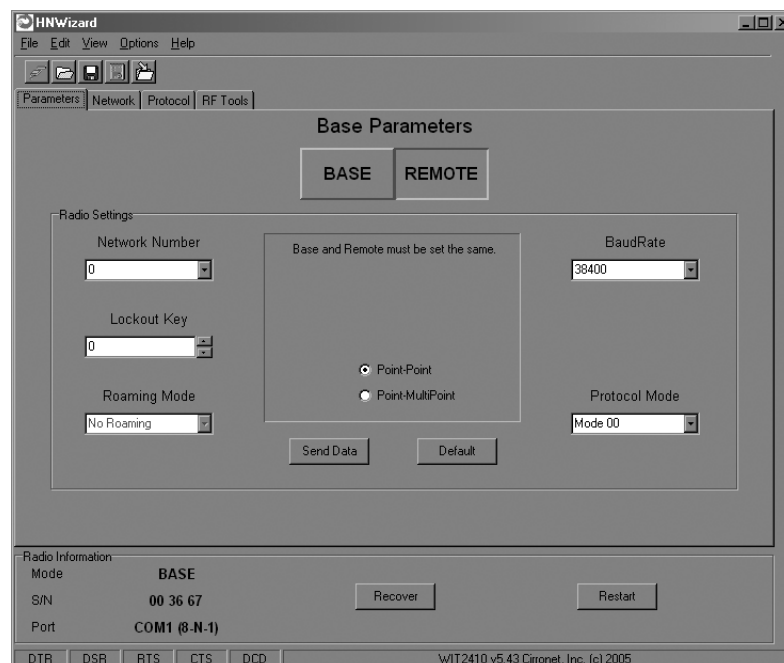 HNWizard
File Edit View Options Help
Parameters Network Protocol RF Tools
Base Parameters
BASE REMOTE
Radio Settings
Network Number
0
Lockout Key
0
Roaming Mode
No Roaming
Base and Remote must be set the same.
Point-Point
Point-MultiPoint
Send Data Default
BaudRate
38400
Protocol Mode
Mode 00
Radio Information
Mode BASE
S/N 00 36 67
Port COM1 (8-N-1)
Recover Restart
DTR DSR RTS CTS DCD WIT2410 v5.43 Cirronet, Inc. (c) 2005